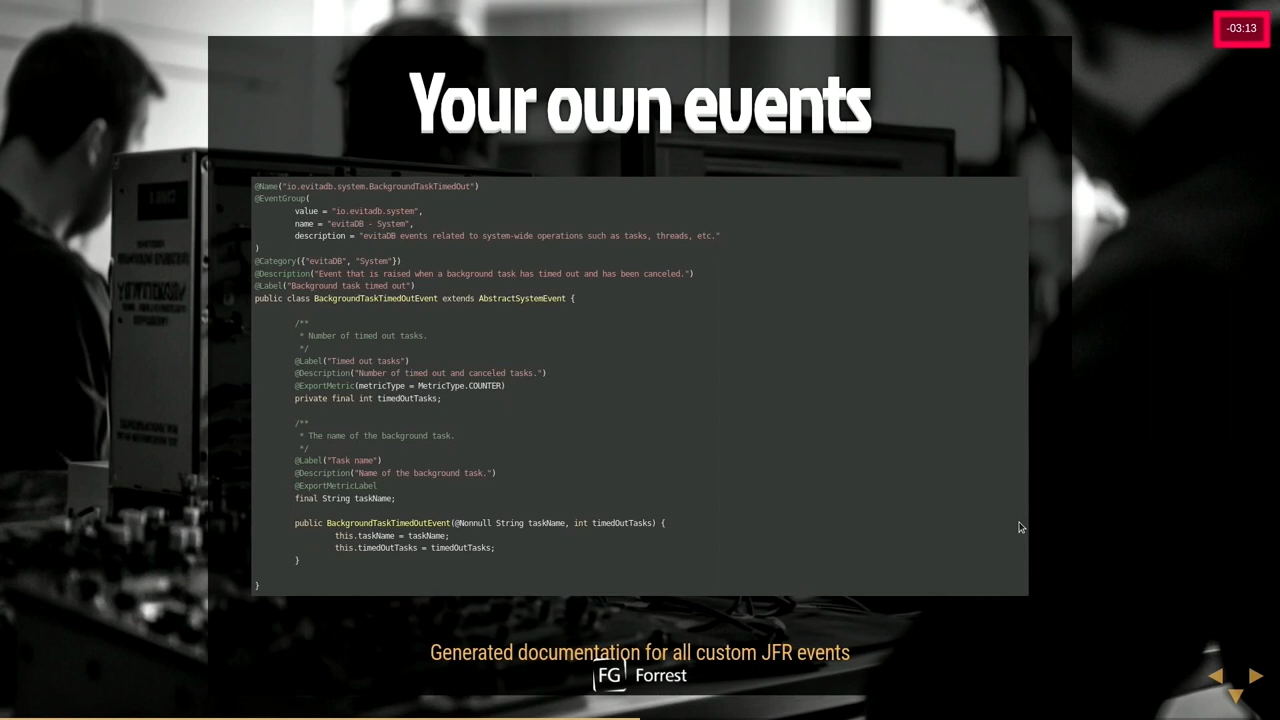 -03:13
Your own events
@Name("io.evitadb.system.BackgroundTaskTimedOut")
@EventGroup(
value = "io.evitadb.system",
name = "evitaDB - System",
description = "evitaDB events related to system-wide operations such as tasks, threads, etc."
)
@Category({"evitaDB", "System"})
@Description("Event that is raised when a background task has timed out and has been canceled.")
@Label("Background task timed out")
public class BackgroundTaskTimedOutEvent extends AbstractSystemEvent {
/**
* Number of timed out tasks.
*/
@Label("Timed out tasks")
@Description("Number of timed out and canceled tasks.")
@ExportMetric(metricType = MetricType.COUNTER)
private final int timedOutTasks;
/**
* The name of the background task.
*/
@Label("Task name")
@Description("Name of the background task.")
@ExportMetricLabel
final String taskName;
public BackgroundTaskTimedOutEvent(@Nonnull String taskName, int timedOutTasks) {
this.taskName = taskName;
this.timedOutTasks = timedOutTasks;
}
}
Generated documentation for all custom JFR events
FG Forrest